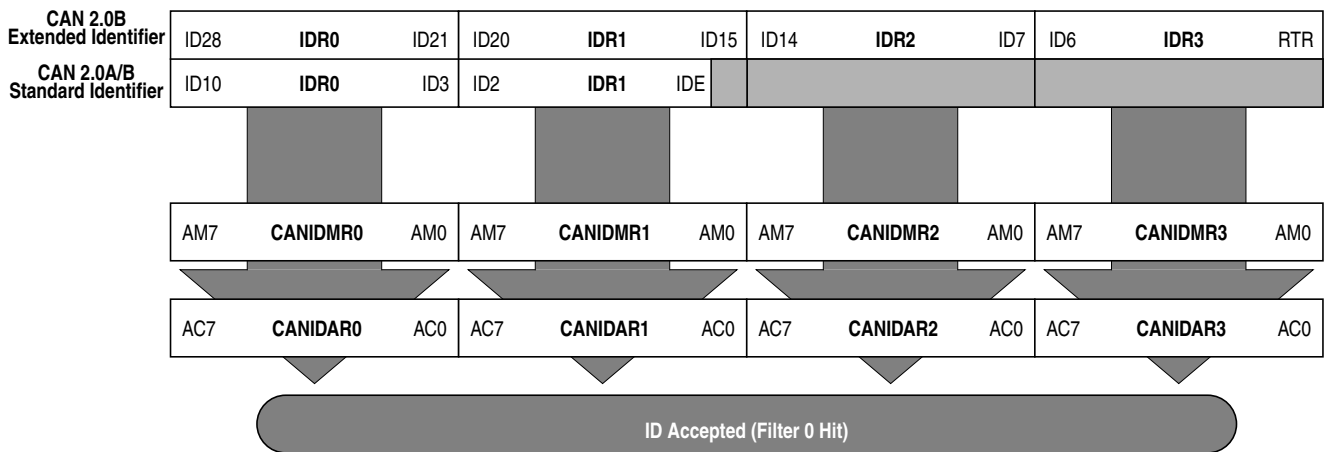 CAN 2.0B
Extended Identifier
ID28 IDR0 ID21 ID20 IDR1 ID15 ID14 IDR2 ID7 ID6 IDR3 RTR
CAN 2.0A/B
Standard Identifier
ID10 IDR0 ID3 ID2 IDR1 IDE
AM7 CANIDMR0 AM0 AM7 CANIDMR1 AM0 AM7 CANIDMR2 AM0 AM7 CANIDMR3 AM0
AC7 CANIDAR0 AC0 AC7 CANIDAR1 AC0 AC7 CANIDAR2 AC0 AC7 CANIDAR3 AC0
ID Accepted (Filter 0 Hit)